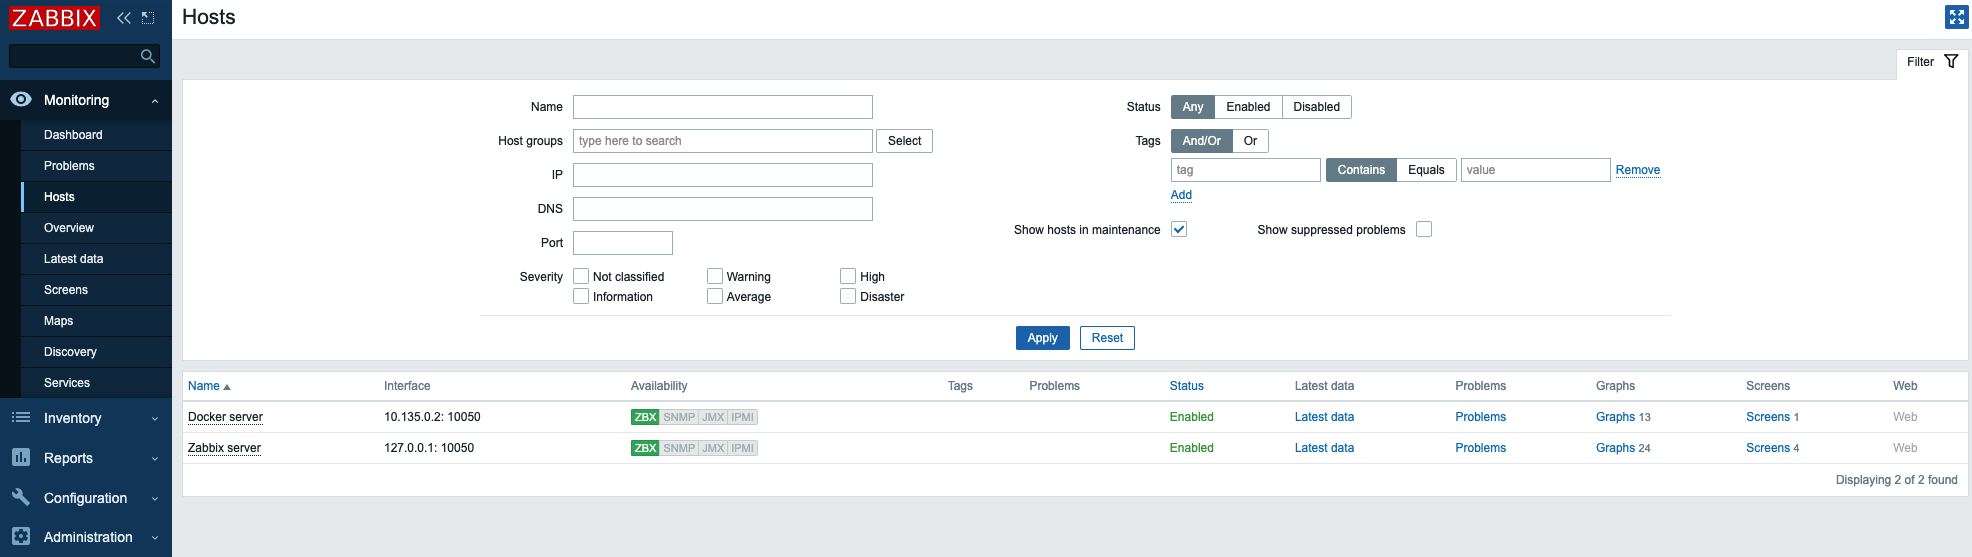 ZABBIX
Monitoring
Dashboard
Problems
Hosts
Overview
Latest data
Screens
Maps
Discovery
Services
Inventory
Reports
Configuration
Administration
Hosts
Filter
Name
Host groups type here to search Select
IP
DNS
Port
Severity Not classified Warning High
Information Average Disaster
Status Any Enabled Disabled
Tags And/Or Or
tag Contains Equals value Remove
Add
Show hosts in maintenance Show suppressed problems
Apply Reset
Name Interface Availability Tags Problems Status Latest data Problems Graphs Screens Web
Docker server 10.135.0.2: 10050 ZBX SNMP JMX IPMI Enabled Latest data Problems Graphs 13 Screens 1 Web
Zabbix server 127.0.0.1: 10050 ZBX SNMP JMX IPMI Enabled Latest data Problems Graphs 24 Screens 4 Web
Displaying 2 of 2 found